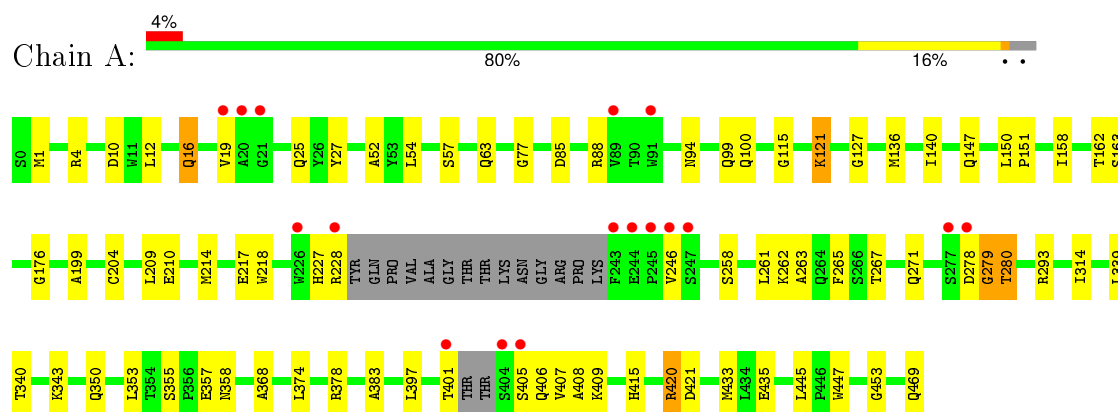 4%
Chain A:
80% 16% • •
S0 M1 R4 D10 W11 L12 Q16 V19 A20 G21 Q25 V26 Y27 A52 Y53 L54 S57 Q63 G77 D85 R88 V89 T90 W91 N94 Q99 Q100 G115 K121 G127 M136 I140 Q147 L150 P151 I158 T162 S163
G176 A199 C204 L209 E210 M214 E217 W218 W226 H227 R228 TYR GLN PRO VAL ALA GLY THR THR LYS ASN GLY ARG PRO LYS F243 E244 P245 V246 S247 S258 L261 K262 A263 Q264 F265 S266 T267 Q271 S277 D278 G279 T280 R293 I314 L339
T340 K343 Q350 L353 T354 S355 P356 E357 N358 A368 L374 R378 A383 L397 T401 THR THR S404 S405 Q406 V407 A408 K409 H415 R420 D421 M433 L434 E435 L445 P446 W447 G453 Q469